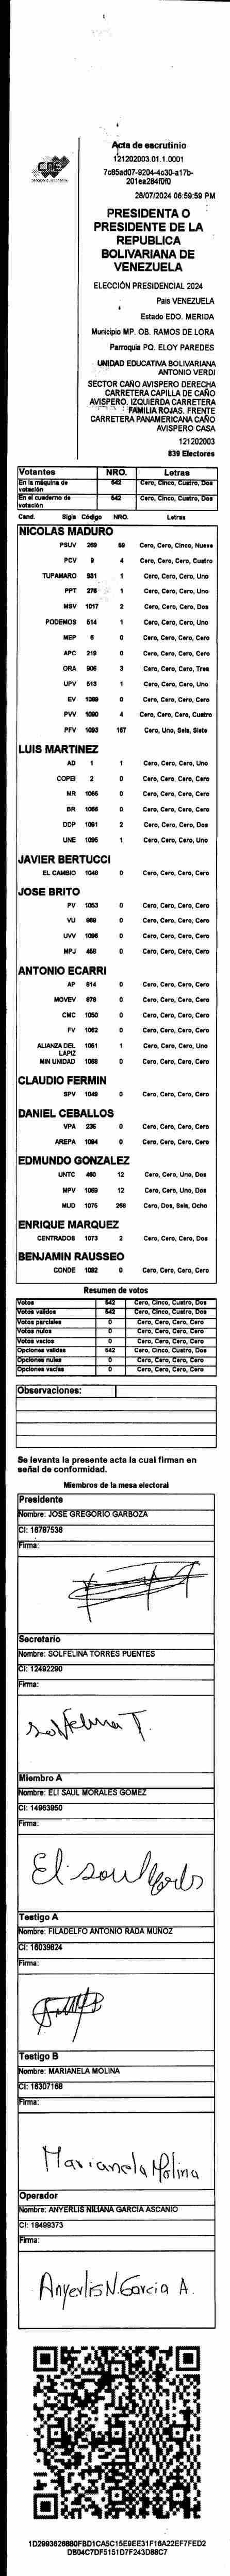 CNE
Acta de escrutinio
121202003.01.1.0001
7c85ad07-9204-4c30-a17b-
201ea284f0f0
28/07/2024 06:59:59 PM
PRESIDENTA O
PRESIDENTE DE LA
REPUBLICA
BOLIVARIANA DE
VENEZUELA
ELECCIÓN PRESIDENCIAL 2024
País VENEZUELA
Estado EDO. MERIDA
Municipio MP. OB. RAMOS DE LORA
Parroquia PQ. ELOY PAREDES
UNIDAD EDUCATIVA BOLIVARIANA
ANTONIO VERDI
SECTOR CAÑO AVISPERO DERECHA
CARRETERA CAPILLA DE CAÑO
AVISPERO. IZQUIERDA CARRETERA
FAMILIA ROJAS. FRENTE
CARRETERA PANAMERICANA CAÑO
AVISPERO CASA
121202003
839 Electores
Votantes NRO. Letras
En la máquina de votación 542 Cero, Cinco, Cuatro, Dos
En el cuaderno de votación 542 Cero, Cinco, Cuatro, Dos
Cand. Sigla Código NRO. Letras
NICOLAS MADURO
PSUV 269 59 Cero, Cero, Cinco, Nueve
PCV 9 4 Cero, Cero, Cero, Cuatro
TUPAMARO 931 1 Cero, Cero, Cero, Uno
PPT 276 1 Cero, Cero, Cero, Uno
MSV 1017 2 Cero, Cero, Cero, Dos
PODEMOS 514 1 Cero, Cero, Cero, Uno
MEP 6 0 Cero, Cero, Cero, Cero
APC 219 0 Cero, Cero, Cero, Cero
ORA 906 3 Cero, Cero, Cero, Tres
UPV 513 1 Cero, Cero, Cero, Uno
EV 1089 0 Cero, Cero, Cero, Cero
PVV 1090 4 Cero, Cero, Cero, Cuatro
PFV 1093 167 Cero, Uno, Seis, Siete
LUIS MARTINEZ
AD 1 1 Cero, Cero, Cero, Uno
COPEI 2 0 Cero, Cero, Cero, Cero
MR 1065 0 Cero, Cero, Cero, Cero
BR 1066 0 Cero, Cero, Cero, Cero
DDP 1091 2 Cero, Cero, Cero, Dos
UNE 1095 1 Cero, Cero, Cero, Uno
JAVIER BERTUCCI
EL CAMBIO 1048 0 Cero, Cero, Cero, Cero
JOSE BRITO
PV 1053 0 Cero, Cero, Cero, Cero
VU 969 0 Cero, Cero, Cero, Cero
UVV 1096 0 Cero, Cero, Cero, Cero
MPJ 458 0 Cero, Cero, Cero, Cero
ANTONIO ECARRI
AP 814 0 Cero, Cero, Cero, Cero
MOVEV 679 0 Cero, Cero, Cero, Cero
CMC 1050 0 Cero, Cero, Cero, Cero
FV 1062 0 Cero, Cero, Cero, Cero
ALIANZA DEL LAPIZ 1051 1 Cero, Cero, Cero, Uno
MIN UNIDAD 1068 0 Cero, Cero, Cero, Cero
CLAUDIO FERMIN
SPV 1049 0 Cero, Cero, Cero, Cero
DANIEL CEBALLOS
VPA 236 0 Cero, Cero, Cero, Cero
AREPA 1094 0 Cero, Cero, Cero, Cero
EDMUNDO GONZALEZ
UNTC 460 12 Cero, Cero, Uno, Dos
MPV 1069 12 Cero, Cero, Uno, Dos
MUD 1075 268 Cero, Dos, Seis, Ocho
ENRIQUE MARQUEZ
CENTRADOS 1073 2 Cero, Cero, Cero, Dos
BENJAMIN RAUSSEO
CONDE 1092 0 Cero, Cero, Cero, Cero
Resumen de votos
Votos 542 Cero, Cinco, Cuatro, Dos
Votos validos 542 Cero, Cinco, Cuatro, Dos
Votos parciales 0 Cero, Cero, Cero, Cero
Votos nulos 0 Cero, Cero, Cero, Cero
Votos vacios 0 Cero, Cero, Cero, Cero
Opciones validas 542 Cero, Cinco, Cuatro, Dos
Opciones nulas 0 Cero, Cero, Cero, Cero
Opciones vacias 0 Cero, Cero, Cero, Cero
Observaciones:
Se levanta la presente acta la cual firman en
señal de conformidad.
Miembros de la mesa electoral
Presidente
Nombre: JOSE GREGORIO GARBOZA
CI: 16787536
Firma:
Secretario
Nombre: SOLFELINA TORRES PUENTES
CI: 12492290
Firma:
Solfelina T.
Miembro A
Nombre: ELI SAUL MORALES GOMEZ
CI: 14963950
Firma:
Testigo A
Nombre: FILADELFO ANTONIO RADA MUÑOZ
CI: 16039624
Firma:
Testigo B
Nombre: MARIANELA MOLINA
CI: 16307168
Firma:
Marianela Molina
Operador
Nombre: ANYERLIS NILIANA GARCIA ASCANIO
CI: 18499373
Firma:
Anyerlis N. Garcia A.
1D2993626880FBD1CA5C15E9EE31F16A22EF7FED2
DB04C7DF5151D7F243D88C7